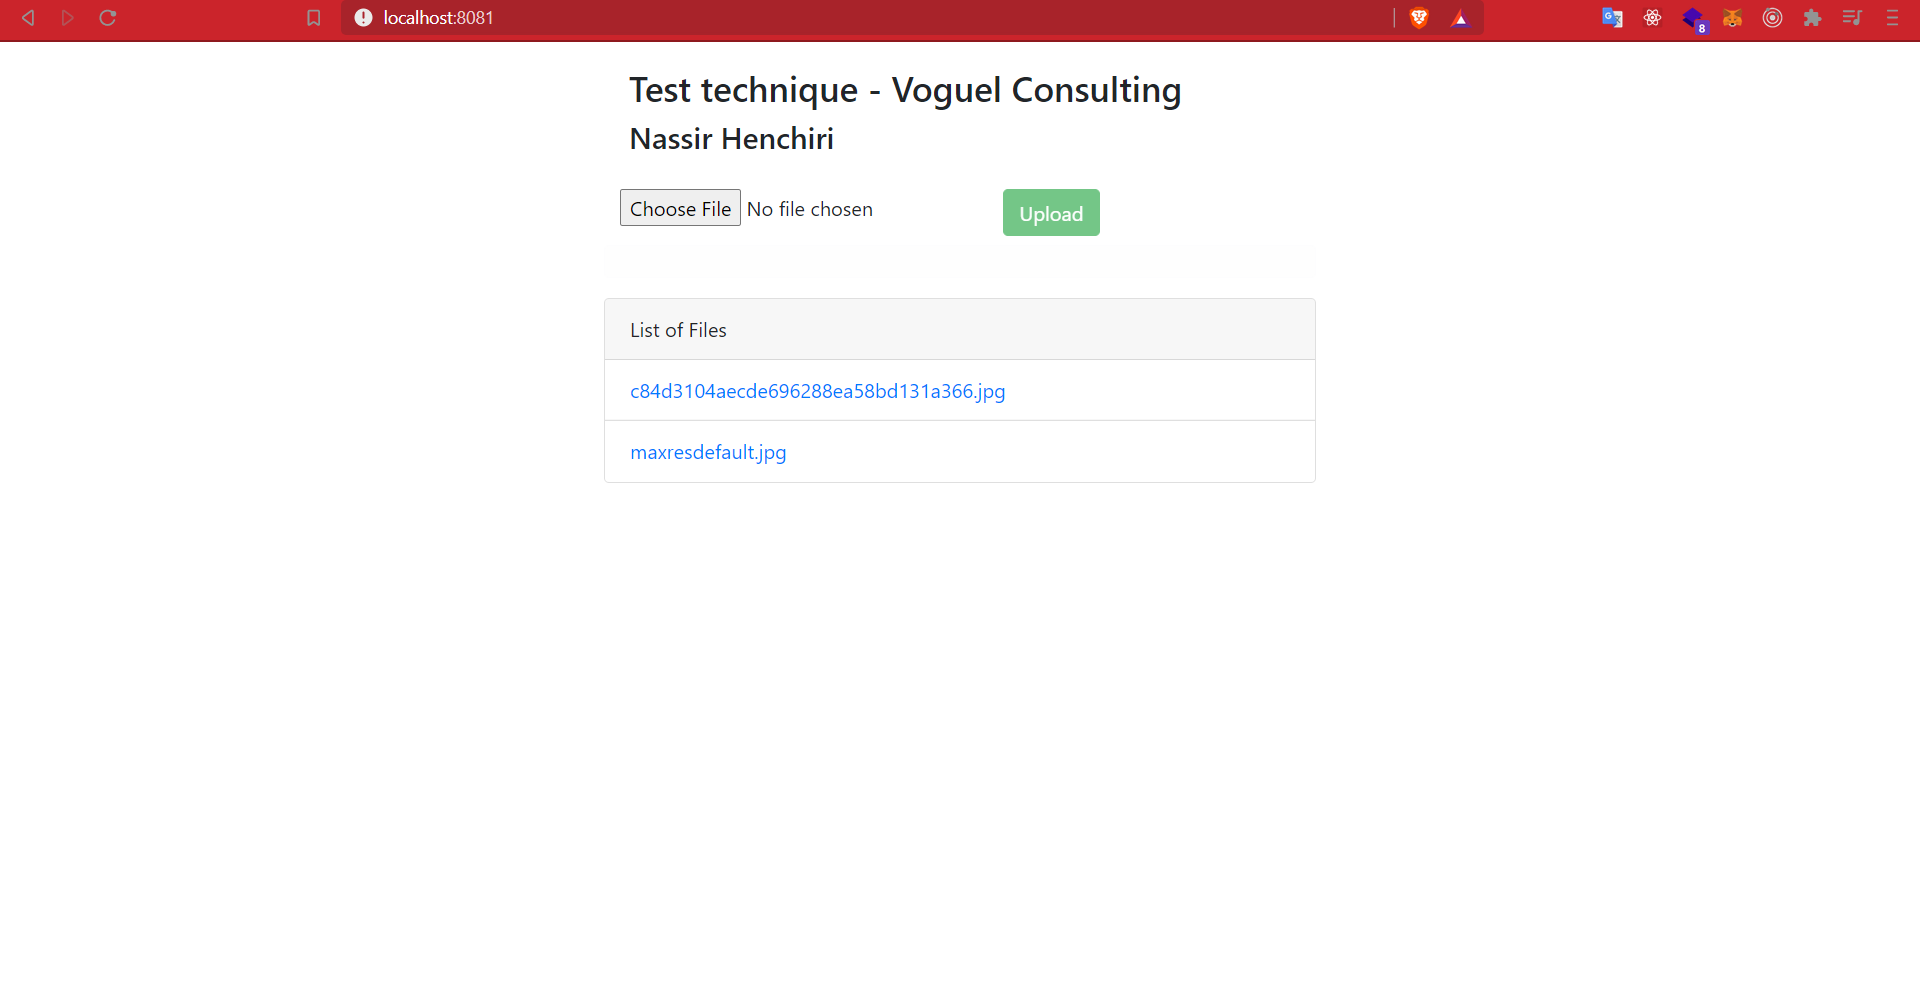 localhost:8081
8
Test technique - Voguel Consulting
Nassir Henchiri
Choose File No file chosen
Upload
List of Files
c84d3104aecde696288ea58bd131a366.jpg
maxresdefault.jpg